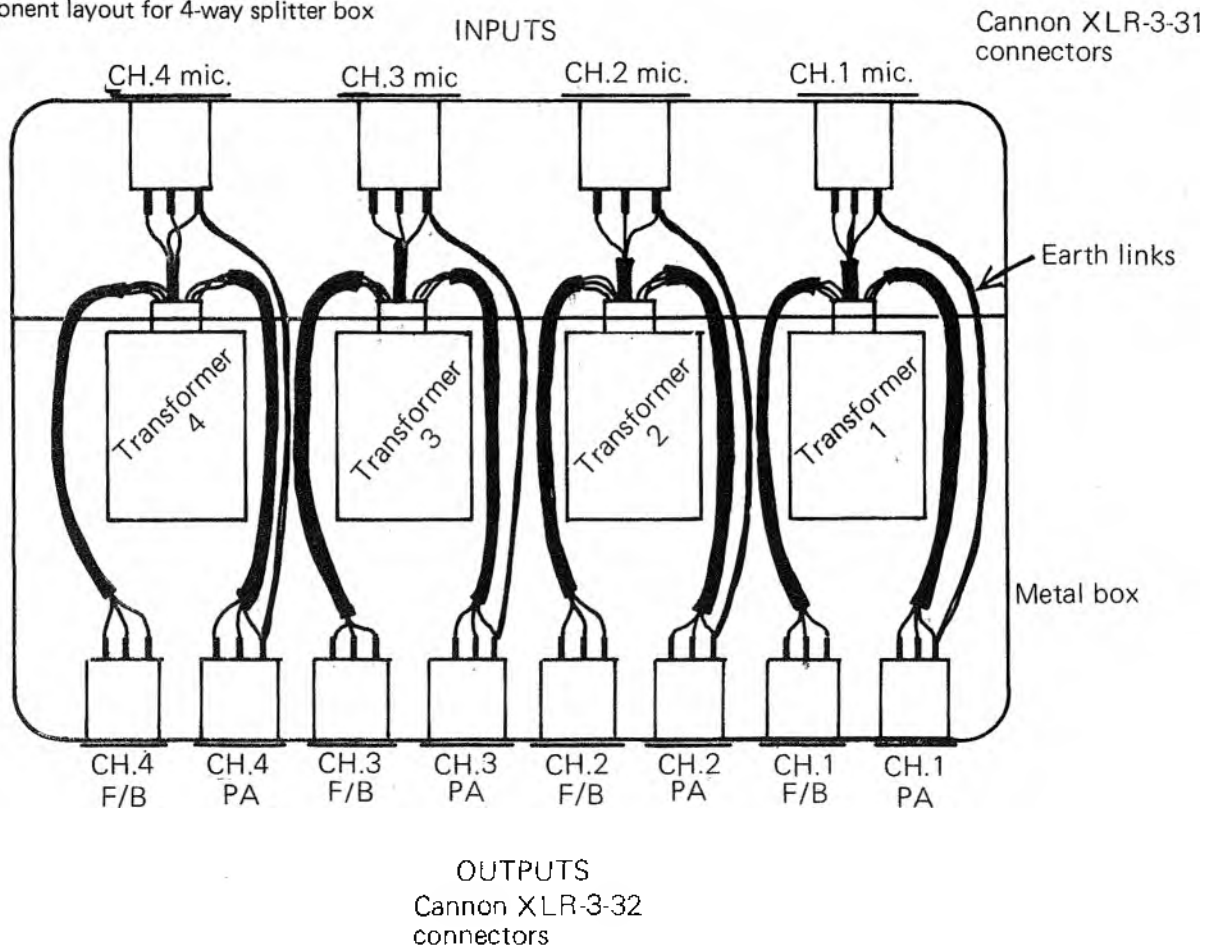 onent layout for 4-way splitter box
INPUTS
Cannon XLR-3-31
connectors
CH.4 mic.
CH.3 mic
CH.2 mic.
CH.1 mic.
Earth links
Transformer
4
Transformer
3
Transformer
2
Transformer
1
Metal box
CH.4
F/B
CH.4
PA
CH.3
F/B
CH.3
PA
CH.2
F/B
CH.2
PA
CH.1
F/B
CH.1
PA
OUTPUTS
Cannon XLR-3-32
connectors